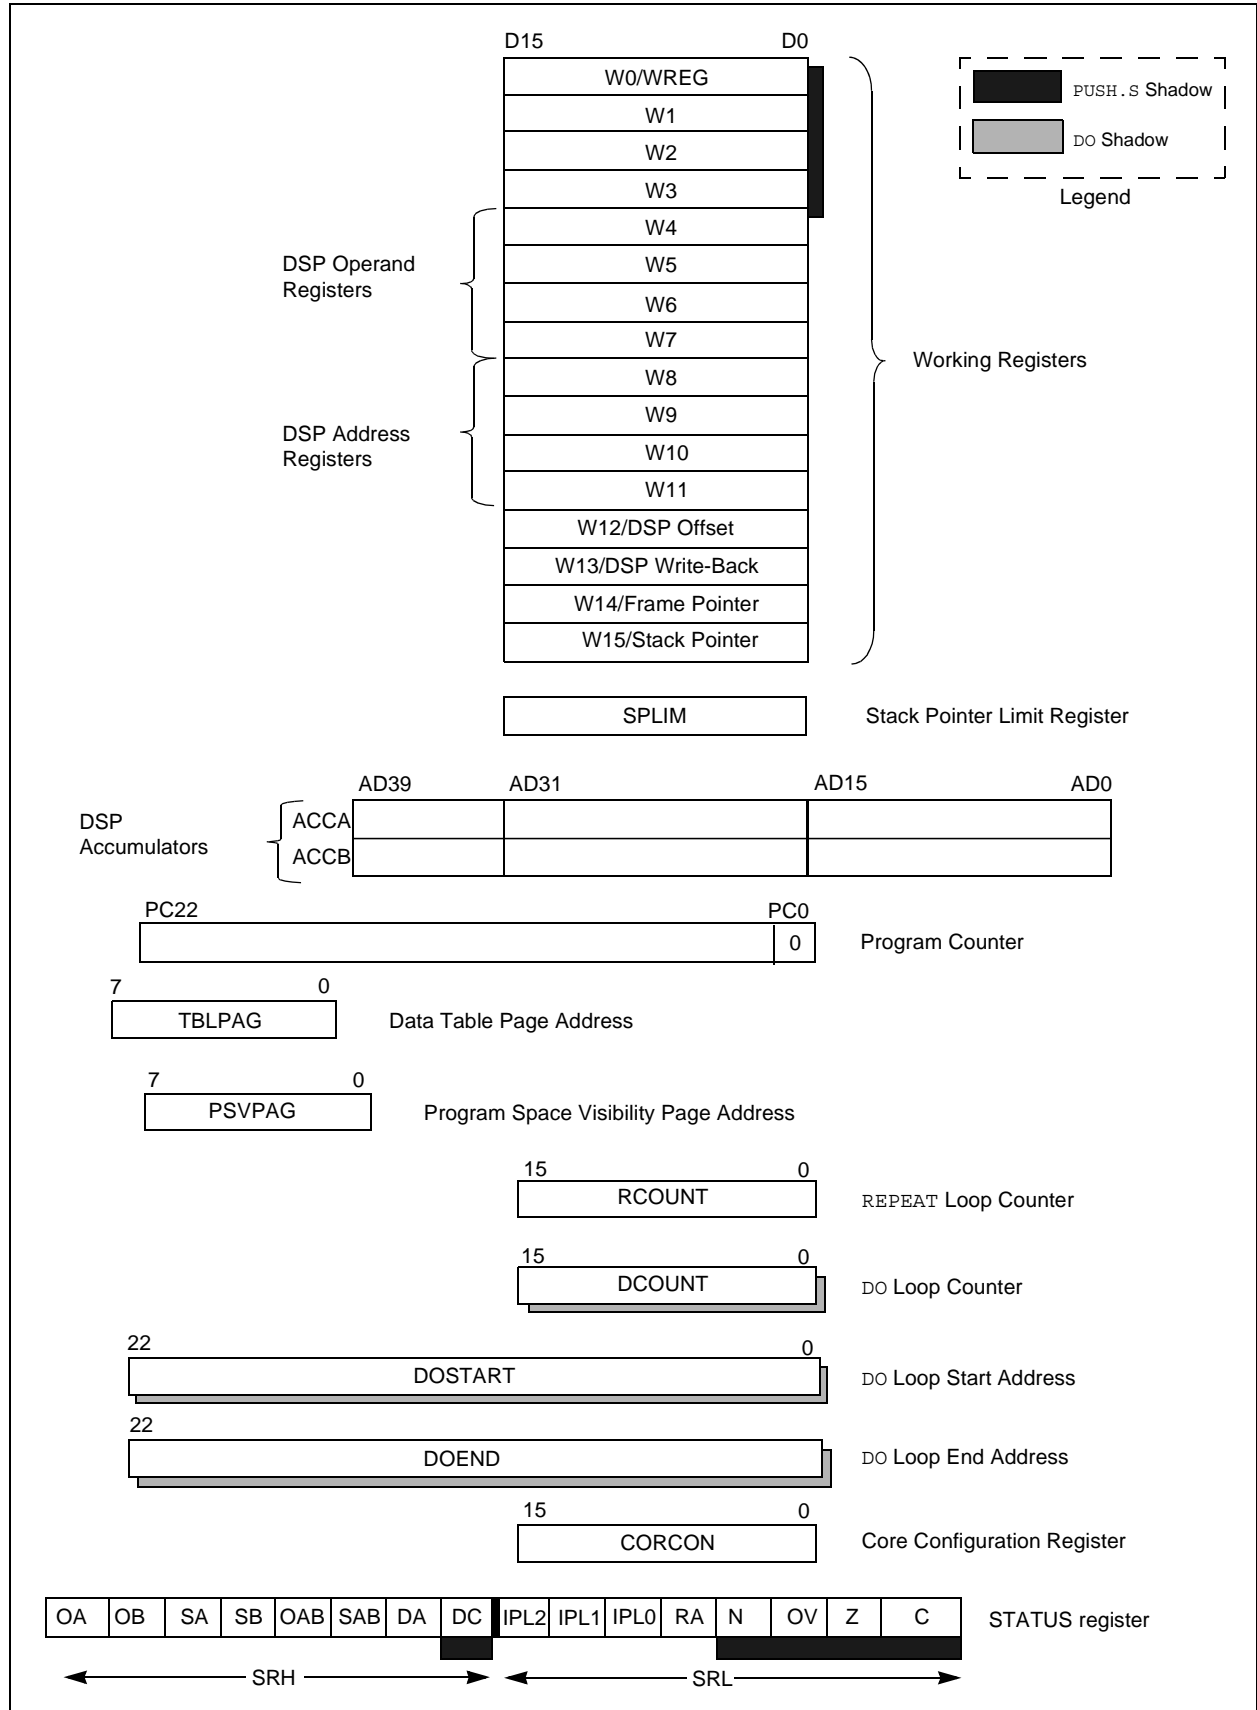 D15 D0
W0/WREG
PUSH.S Shadow
W1
DO Shadow
W2
W3
Legend
W4
DSP Operand
Registers
W5
W6
W7
Working Registers
W8
W9
DSP Address
Registers
W10
W11
W12/DSP Offset
W13/DSP Write-Back
W14/Frame Pointer
W15/Stack Pointer
SPLIM Stack Pointer Limit Register
AD39 AD31 AD15 AD0
DSP
Accumulators
ACCA
ACCB
PC22 PC0
0 Program Counter
7 0
TBLPAG Data Table Page Address
7 0
PSVPAG Program Space Visibility Page Address
15 0
RCOUNT REPEAT Loop Counter
15 0
DCOUNT DO Loop Counter
22 0
DOSTART DO Loop Start Address
22
DOEND DO Loop End Address
15 0
CORCON Core Configuration Register
OA OB SA SB OAB SAB DA DC IPL2 IPL1 IPL0 RA N OV Z C STATUS register
SRH SRL